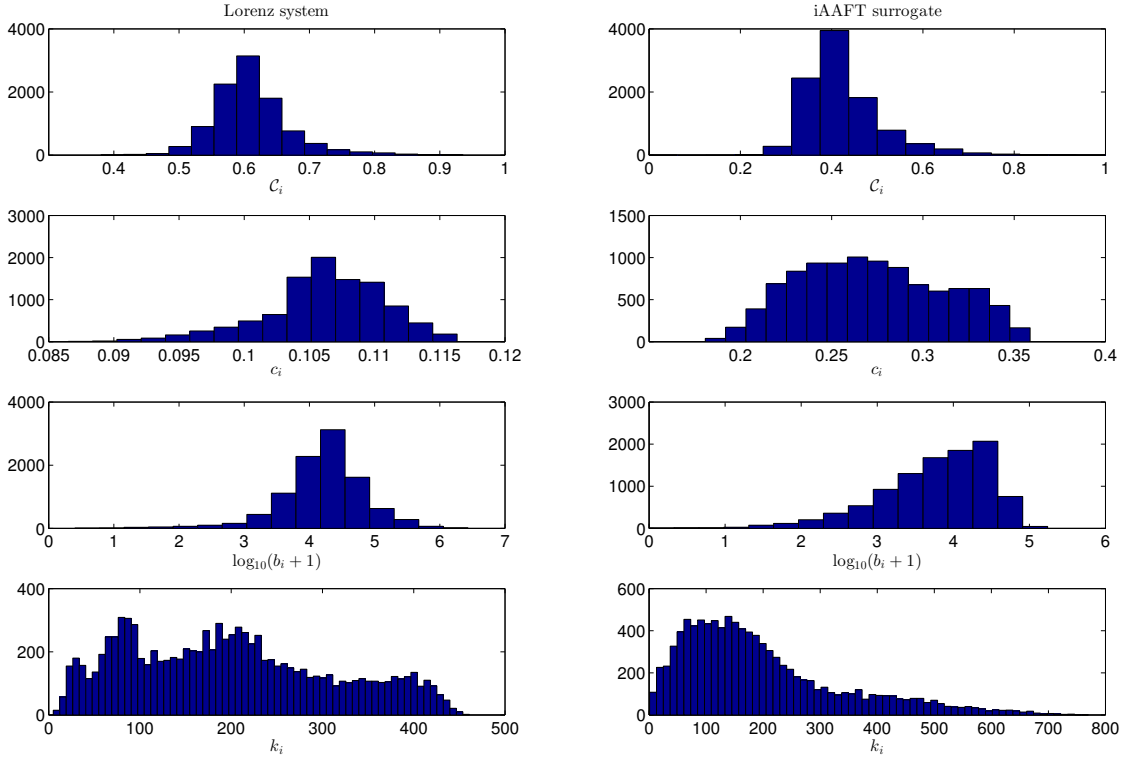 Lorenz system
iAAFT surrogate
4000
2000
0
0.4 0.5 0.6 0.7 0.8 0.9 1
𝒞i
4000
2000
0
0 0.2 0.4 0.6 0.8 1
𝒞i
3000
2000
1000
0
0.085 0.09 0.095 0.1 0.105 0.11 0.115 0.12
ci
1500
1000
500
0
0.2 0.25 0.3 0.35 0.4
ci
4000
2000
0
0 1 2 3 4 5 6 7
log10(bi + 1)
3000
2000
1000
0
0 1 2 3 4 5 6
log10(bi + 1)
400
200
0
0 100 200 300 400 500
ki
600
400
200
0
0 100 200 300 400 500 600 700 800
ki